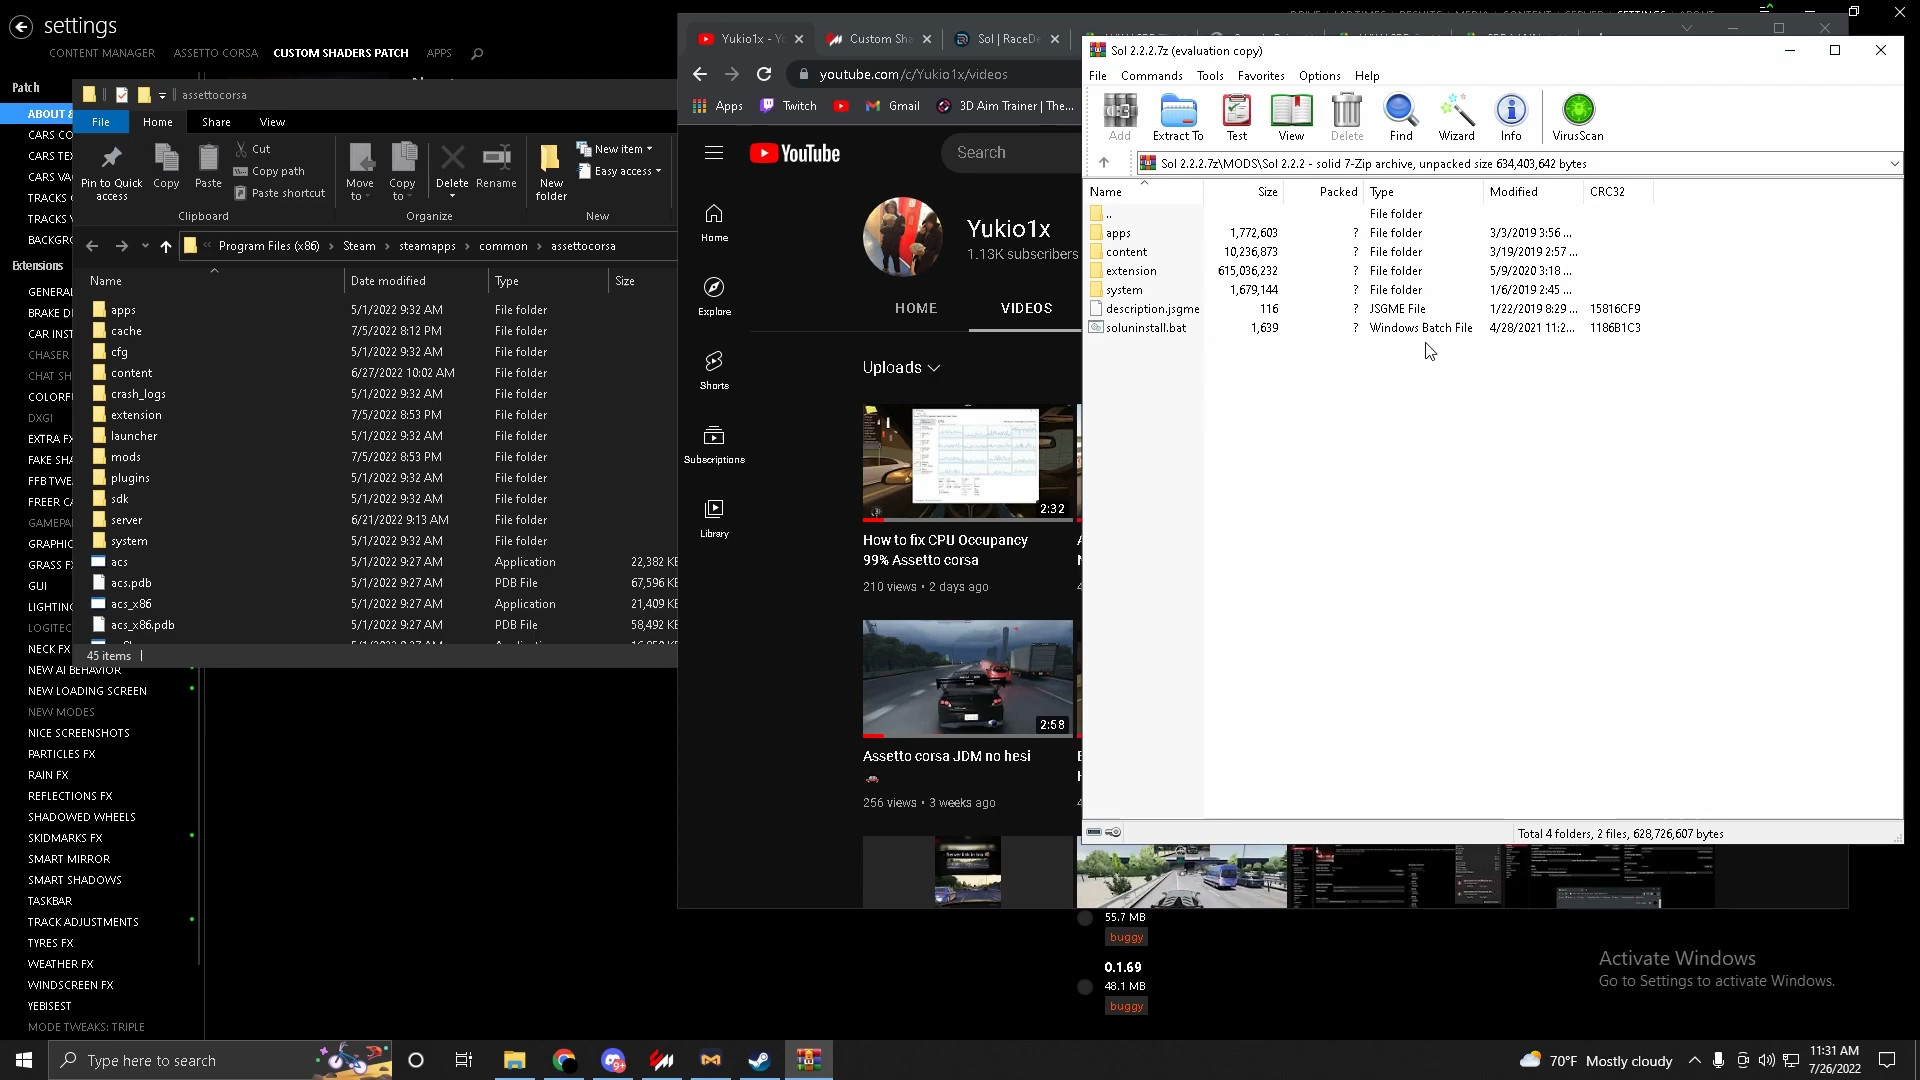 settings
CONTENT MANAGER ASSETTO CORSA CUSTOM SHADERS PATCH APPS
Patch
ABOUT &
CARS CO
CARS TEX
CARS VA
TRACKS
TRACKS
BACKGRO
Extensions
GENERAL
BRAKE DI
CAR INST
CHASER
CHAT SH
COLORF
DXGI
EXTRA FX
FAKE SHA
FFB TWE
FREER CA
GAMEPA
GRAPHIC
GRASS F
GUI
LIGHTING
LOGITEC
NECK FX
NEW AI BEHAVIOR
NEW LOADING SCREEN
NEW MODES
NICE SCREENSHOTS
PARTICLES FX
RAIN FX
REFLECTIONS FX
SHADOWED WHEELS
SKIDMARKS FX
SMART MIRROR
SMART SHADOWS
TASKBAR
TRACK ADJUSTMENTS
TYRES FX
WEATHER FX
WINDSCREEN FX
YEBISEST
MODE TWEAKS: TRIPLE
assettocorsa
File Home Share View
Pin to Quick access
Copy
Paste
Cut
Copy path
Paste shortcut
Clipboard
Move to
Copy to
Delete
Rename
Organize
New folder
New item
Easy access
New
« Program Files (x86) › Steam › steamapps › common › assettocorsa
Name Date modified Type Size
apps 5/1/2022 9:32 AM File folder
cache 7/5/2022 8:12 PM File folder
cfg 5/1/2022 9:32 AM File folder
content 6/27/2022 10:02 AM File folder
crash_logs 5/1/2022 9:32 AM File folder
extension 7/5/2022 8:53 PM File folder
launcher 5/1/2022 9:32 AM File folder
mods 7/5/2022 8:53 PM File folder
plugins 5/1/2022 9:32 AM File folder
sdk 5/1/2022 9:32 AM File folder
server 6/21/2022 9:13 AM File folder
system 5/1/2022 9:32 AM File folder
acs 5/1/2022 9:27 AM Application 22,382 KB
acs.pdb 5/1/2022 9:27 AM PDB File 67,596 KB
acs_x86 5/1/2022 9:27 AM Application 21,409 KB
acs_x86.pdb 5/1/2022 9:27 AM PDB File 58,492 KB
45 items
Yukio1x - Yo
Custom Sha
Sol | RaceDe
youtube.com/c/Yukio1x/videos
Apps Twitch Gmail 3D Aim Trainer | The...
YouTube
Search
Home
Explore
Shorts
Subscriptions
Library
Yukio1x
1.13K subscribers
HOME VIDEOS
Uploads
2:32
How to fix CPU Occupancy
99% Assetto corsa
210 views • 2 days ago
2:58
Assetto corsa JDM no hesi
🚗
256 views • 3 weeks ago
Sol 2.2.2.7z (evaluation copy)
File Commands Tools Favorites Options Help
Add Extract To Test View Delete Find Wizard Info VirusScan
Sol 2.2.2.7z\MODS\Sol 2.2.2 - solid 7-Zip archive, unpacked size 634,403,642 bytes
Name Size Packed Type Modified CRC32
.. File folder
apps 1,772,603 ? File folder 3/3/2019 3:56 ...
content 10,236,873 ? File folder 3/19/2019 2:57 ...
extension 615,036,232 ? File folder 5/9/2020 3:18 ...
system 1,679,144 ? File folder 1/6/2019 2:45 ...
description.jsgme 116 ? JSGME File 1/22/2019 8:29 ... 15816CF9
soluninstall.bat 1,639 ? Windows Batch File 4/28/2021 11:2... 1186B1C3
Total 4 folders, 2 files, 628,726,607 bytes
55.7 MB
buggy
0.1.69
48.1 MB
buggy
Activate Windows
Go to Settings to activate Windows.
Type here to search
70°F Mostly cloudy
11:31 AM
7/26/2022